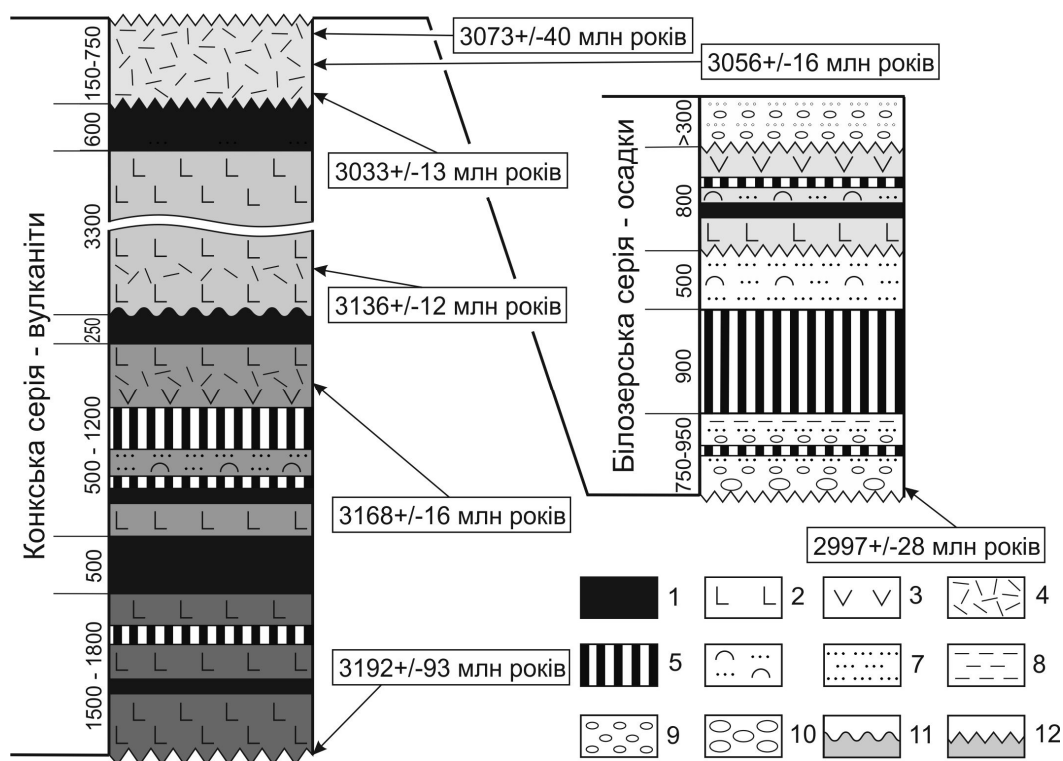 3073+/-40 млн років
3056+/-16 млн років
3033+/-13 млн років
3136+/-12 млн років
3168+/-16 млн років
3192+/-93 млн років
Конкська серія - вулканіти
150-750
600
3300
250
500 - 1200
500
1500 - 1800
Білозерська серія - осадки
>300
800
500
900
750-950
2997+/-28 млн років
1
2
3
4
5
6
7
8
9
10
11
12